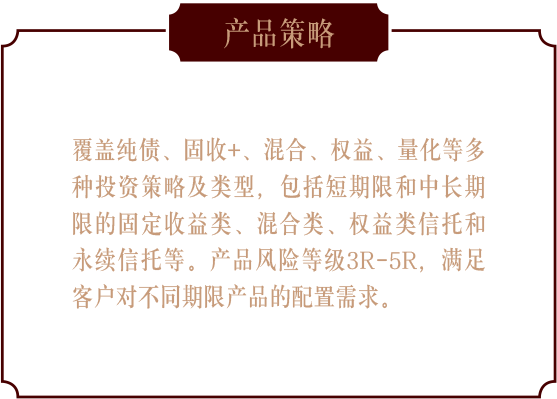 产品策略
覆盖纯债、固收+、混合、权益、量化等多
种投资策略及类型，包括短期限和中长期
限的固定收益类、混合类、权益类信托和
永续信托等。产品风险等级3R-5R，满足
客户对不同期限产品的配置需求。